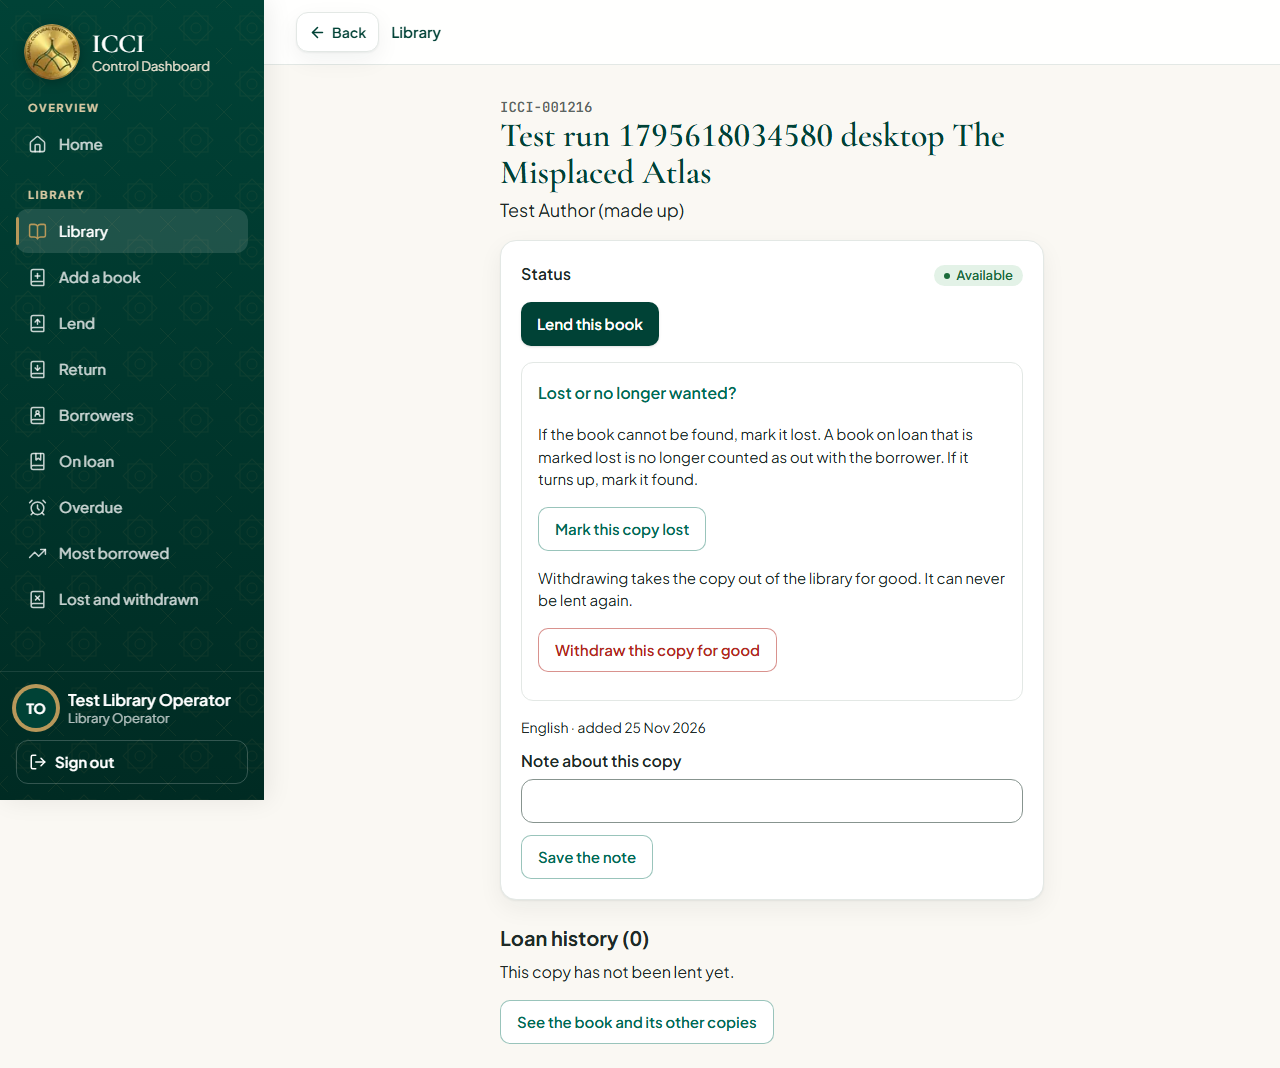 ICCI
Control Dashboard
OVERVIEW
Home
LIBRARY
Library
Add a book
Lend
Return
Borrowers
On loan
Overdue
Most borrowed
Lost and withdrawn
TO
Test Library Operator
Library Operator
Sign out
Back
Library
ICCI-001216
Test run 1795618034580 desktop The
Misplaced Atlas
Test Author (made up)
Status
Available
Lend this book
Lost or no longer wanted?
If the book cannot be found, mark it lost. A book on loan that is
marked lost is no longer counted as out with the borrower. If it
turns up, mark it found.
Mark this copy lost
Withdrawing takes the copy out of the library for good. It can never
be lent again.
Withdraw this copy for good
English · added 25 Nov 2026
Note about this copy
Save the note
Loan history (0)
This copy has not been lent yet.
See the book and its other copies